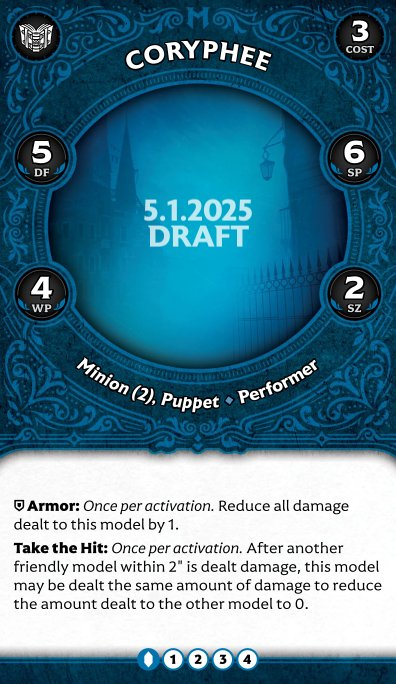 CORYPHEE
3
COST
5
DF
6
SP
5.1.2025
DRAFT
4
WP
2
SZ
Minion (2), Puppet ◆ Performer
Armor: Once per activation. Reduce all damage
dealt to this model by 1.
Take the Hit: Once per activation. After another
friendly model within 2" is dealt damage, this model
may be dealt the same amount of damage to reduce
the amount dealt to the other model to 0.
1 2 3 4